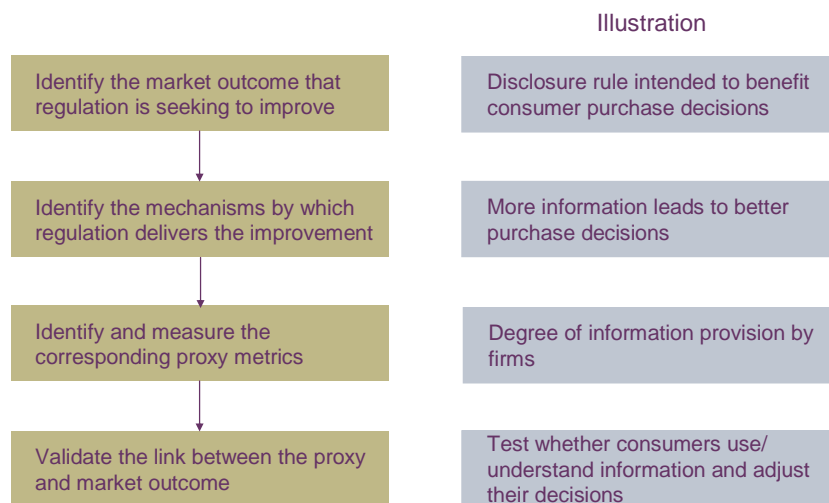 Illustration
Identify the market outcome that
regulation is seeking to improve
Disclosure rule intended to benefit
consumer purchase decisions
Identify the mechanisms by which
regulation delivers the improvement
More information leads to better
purchase decisions
Identify and measure the
corresponding proxy metrics
Degree of information provision by
firms
Validate the link between the proxy
and market outcome
Test whether consumers use/
understand information and adjust
their decisions